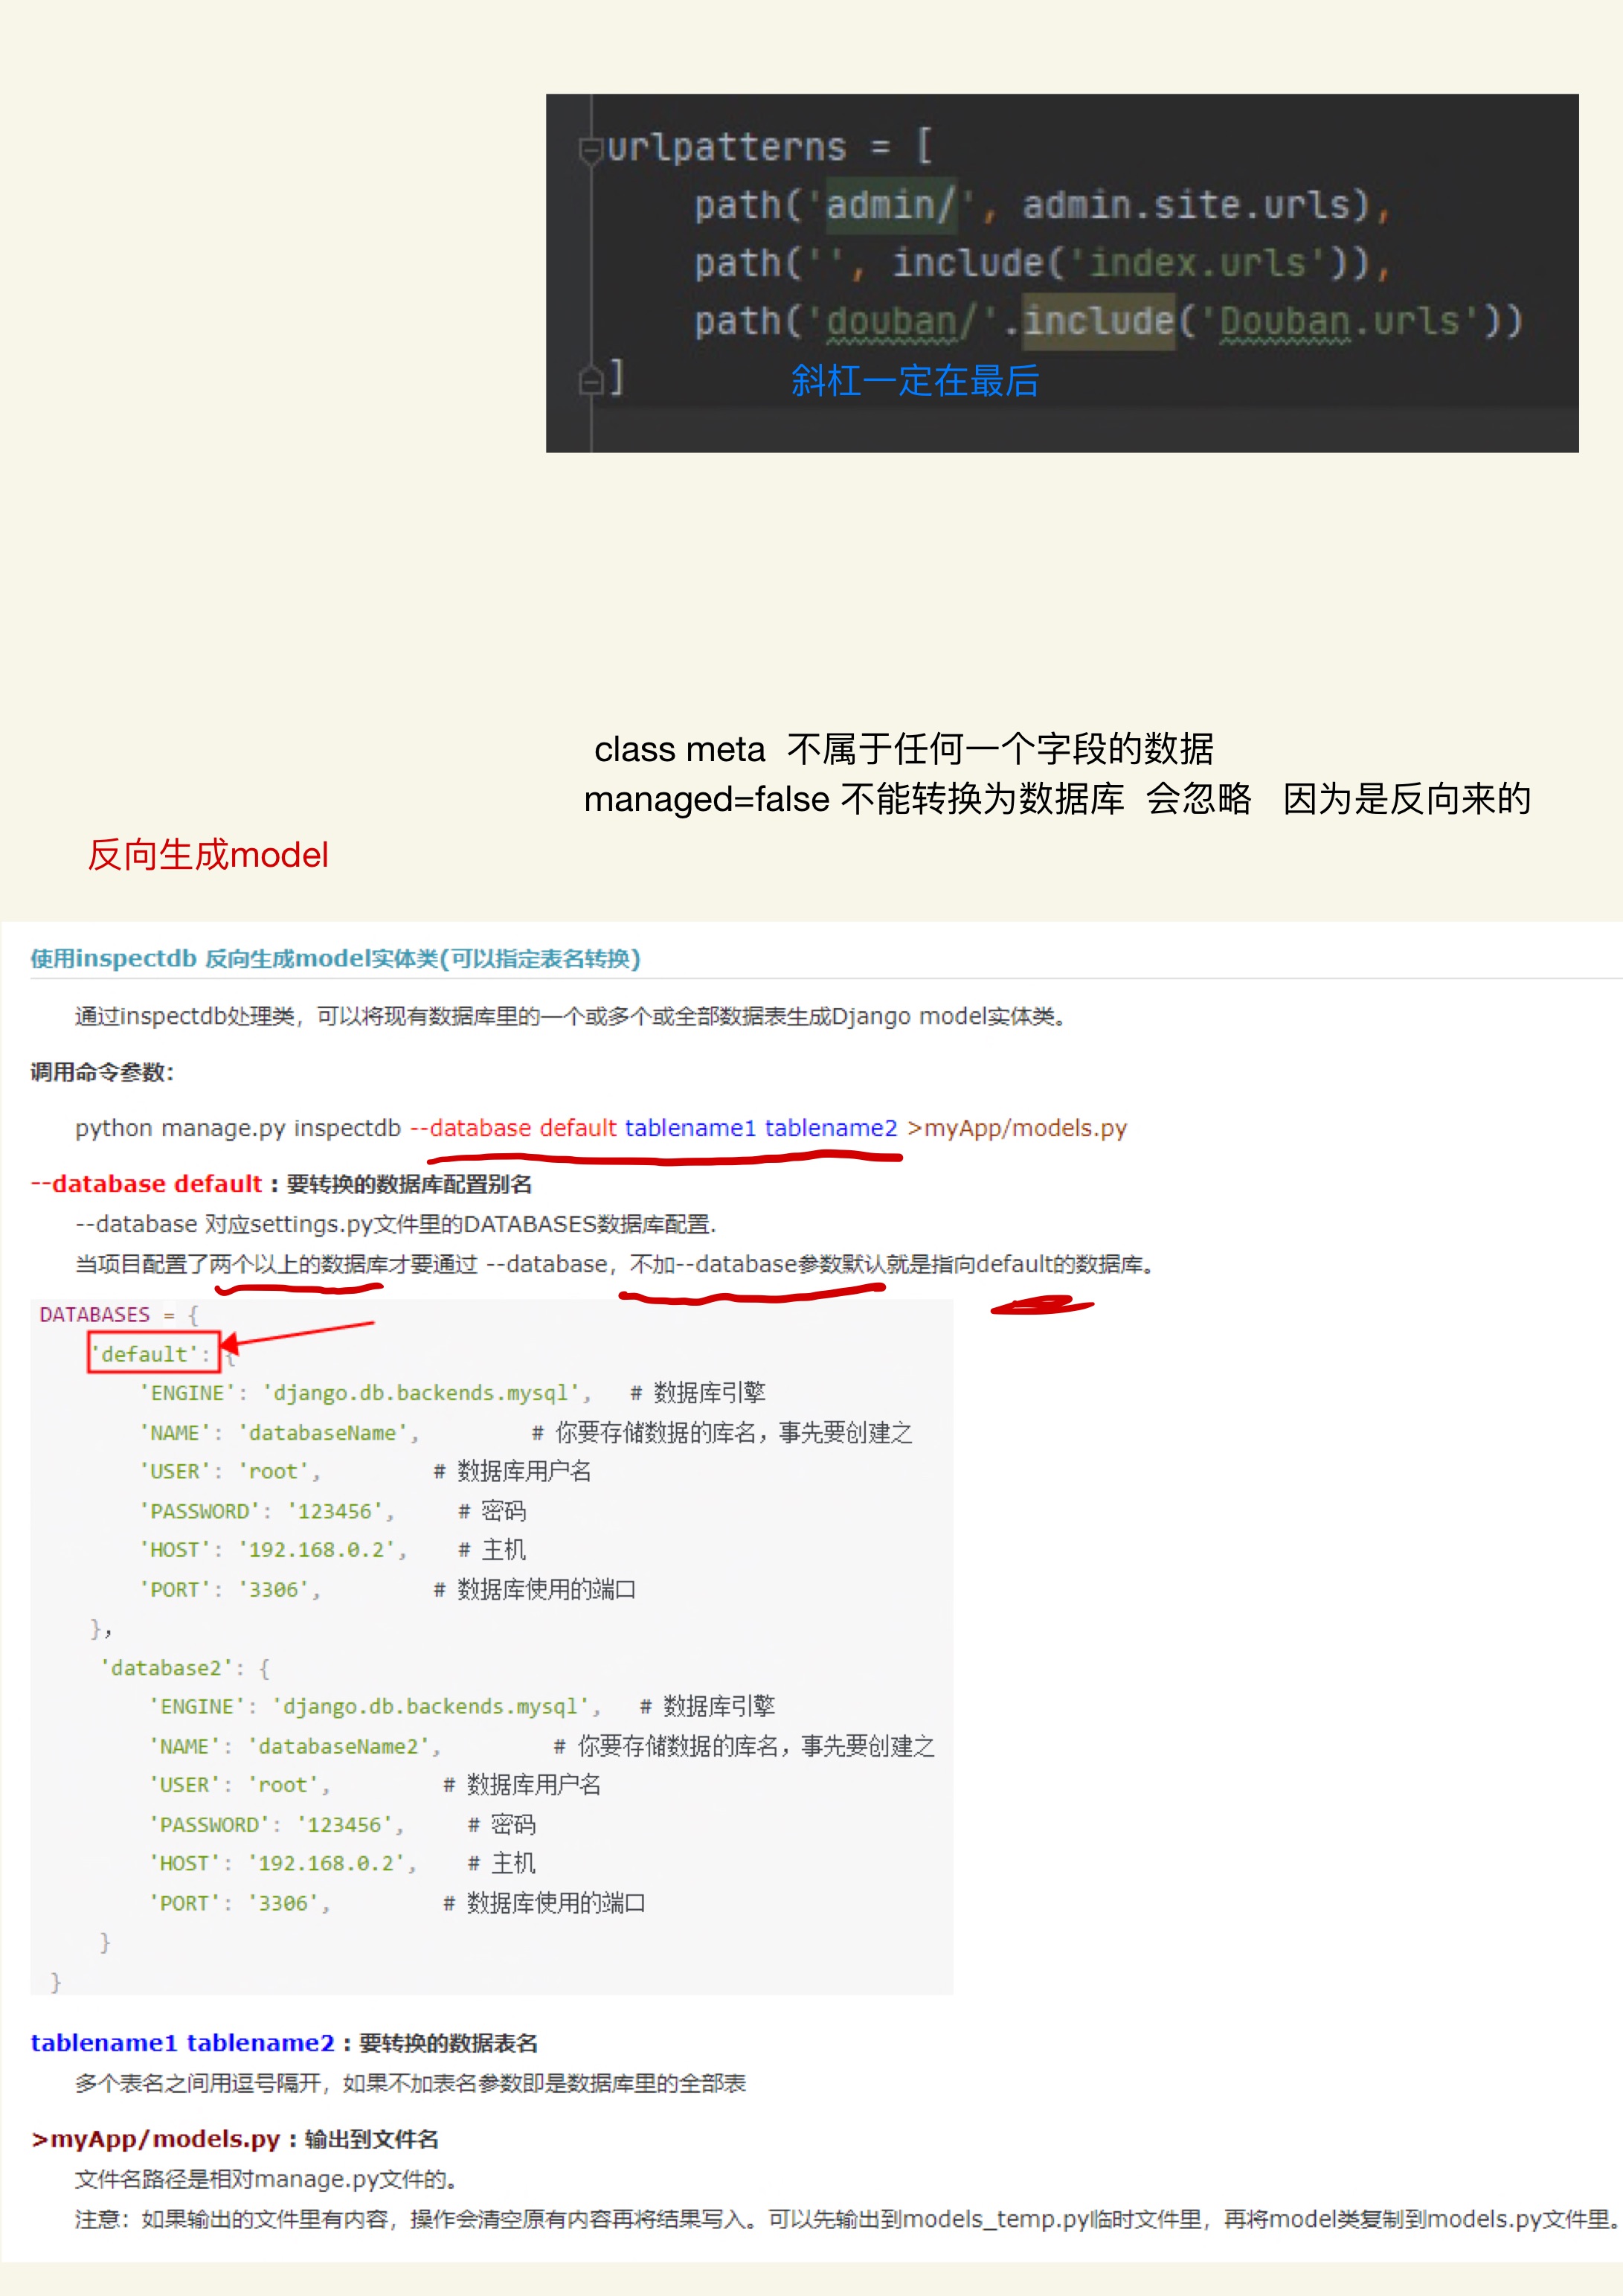 urlpatterns = [
path('admin/', admin.site.urls),
path('', include('index.urls')),
path('douban/'.include('Douban.urls'))
]
斜杠一定在最后
class meta 不属于任何一个字段的数据
managed=false 不能转换为数据库 会忽略 因为是反向来的
反向生成model
使用inspectdb 反向生成model实体类(可以指定表名转换)
通过inspectdb处理类，可以将现有数据库里的一个或多个或全部数据表生成Django model实体类。
调用命令参数：
python manage.py inspectdb --database default tablename1 tablename2 >myApp/models.py
--database default：要转换的数据库配置别名
--database 对应settings.py文件里的DATABASES数据库配置.
当项目配置了两个以上的数据库才要通过 --database，不加--database参数默认就是指向default的数据库。
DATABASES = {
'default': {
'ENGINE': 'django.db.backends.mysql', # 数据库引擎
'NAME': 'databaseName', # 你要存储数据的库名，事先要创建之
'USER': 'root', # 数据库用户名
'PASSWORD': '123456', # 密码
'HOST': '192.168.0.2', # 主机
'PORT': '3306', # 数据库使用的端口
},
'database2': {
'ENGINE': 'django.db.backends.mysql', # 数据库引擎
'NAME': 'databaseName2', # 你要存储数据的库名，事先要创建之
'USER': 'root', # 数据库用户名
'PASSWORD': '123456', # 密码
'HOST': '192.168.0.2', # 主机
'PORT': '3306', # 数据库使用的端口
}
}
tablename1 tablename2：要转换的数据表名
多个表名之间用逗号隔开，如果不加表名参数即是数据库里的全部表
>myApp/models.py：输出到文件名
文件名路径是相对manage.py文件的。
注意：如果输出的文件里有内容，操作会清空原有内容再将结果写入。可以先输出到models_temp.py临时文件里，再将model类复制到models.py文件里。